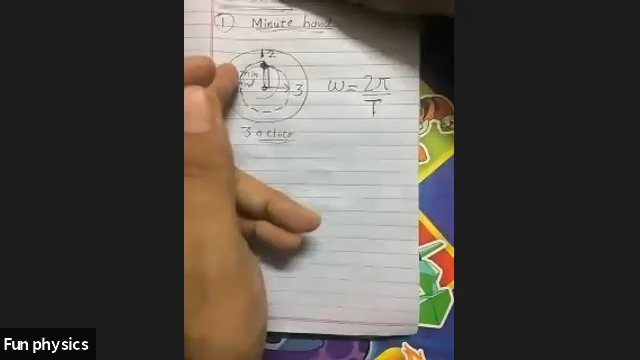 ① Minute hand
12
3
ω = 2π
T
3 o clock
Fun physics